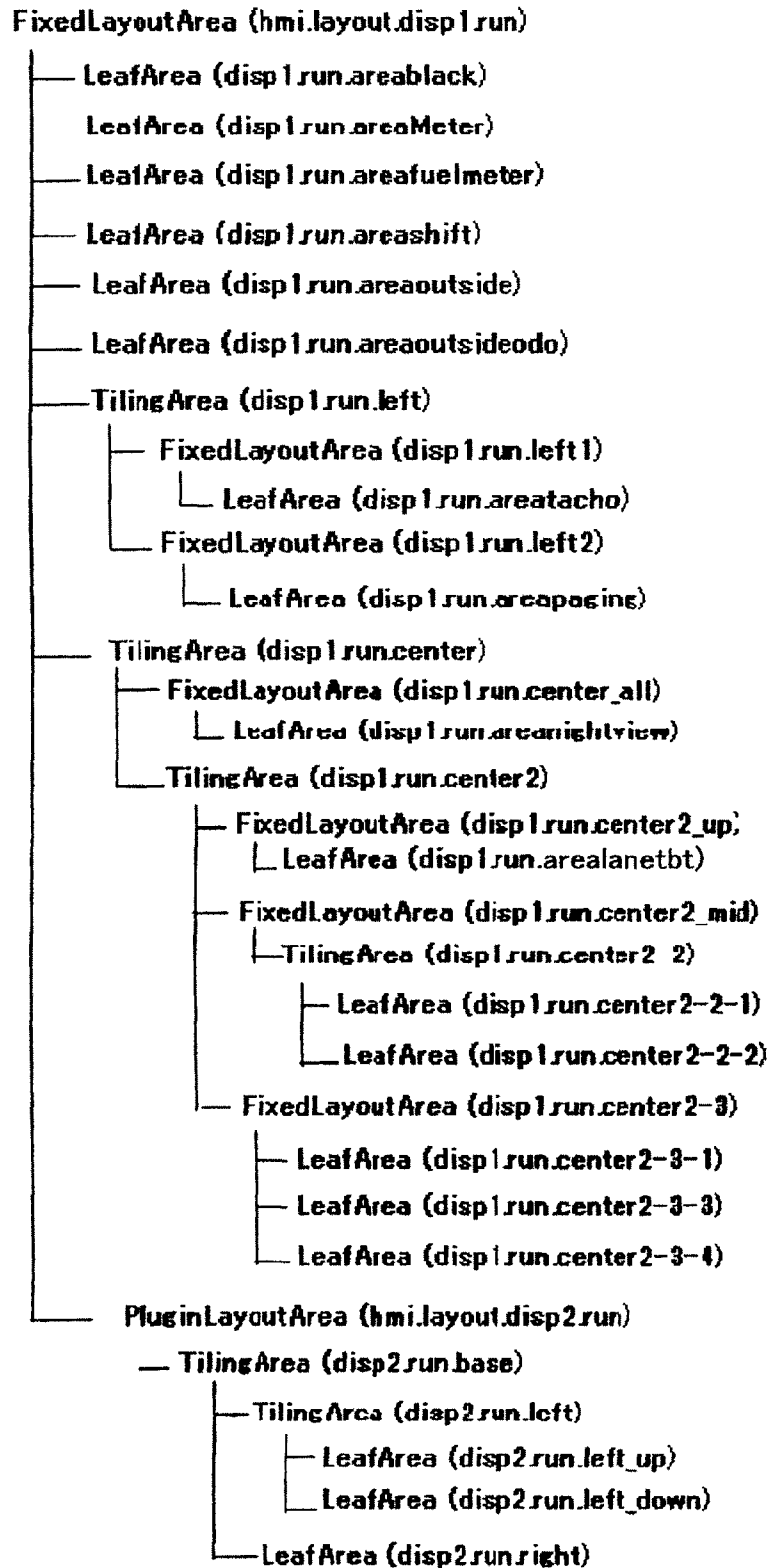 FixedLayoutArea (hmi.layout.disp1.run)
LeafArea (disp1.run.areablack)
LeafArea (disp1.run.areaMeter)
LeafArea (disp1.run.areafuelmeter)
LeafArea (disp1.run.areashift)
LeafArea (disp1.run.areaoutside)
LeafArea (disp1.run.areaoutsideodo)
TilingArea (disp1.run.left)
FixedLayoutArea (disp1.run.left1)
LeafArea (disp1.run.areatacho)
FixedLayoutArea (disp1.run.left2)
LeafArea (disp1.run.areapaging)
TilingArea (disp1.run.center)
FixedLayoutArea (disp1.run.center_all)
LeafArea (disp1.run.areanightview)
TilingArea (disp1.run.center2)
FixedLayoutArea (disp1.run.center2_up)
LeafArea (disp1.run.arealanetbt)
FixedLayoutArea (disp1.run.center2_mid)
TilingArea (disp1.run.center2 2)
LeafArea (disp1.run.center2-2-1)
LeafArea (disp1.run.center2-2-2)
FixedLayoutArea (disp1.run.center2-3)
LeafArea (disp1.run.center2-3-1)
LeafArea (disp1.run.center2-3-3)
LeafArea (disp1.run.center2-3-4)
PluginLayoutArea (hmi.layout.disp2.run)
TilingArea (disp2.run.base)
TilingArea (disp2.run.left)
LeafArea (disp2.run.left_up)
LeafArea (disp2.run.left_down)
LeafArea (disp2.run.right)